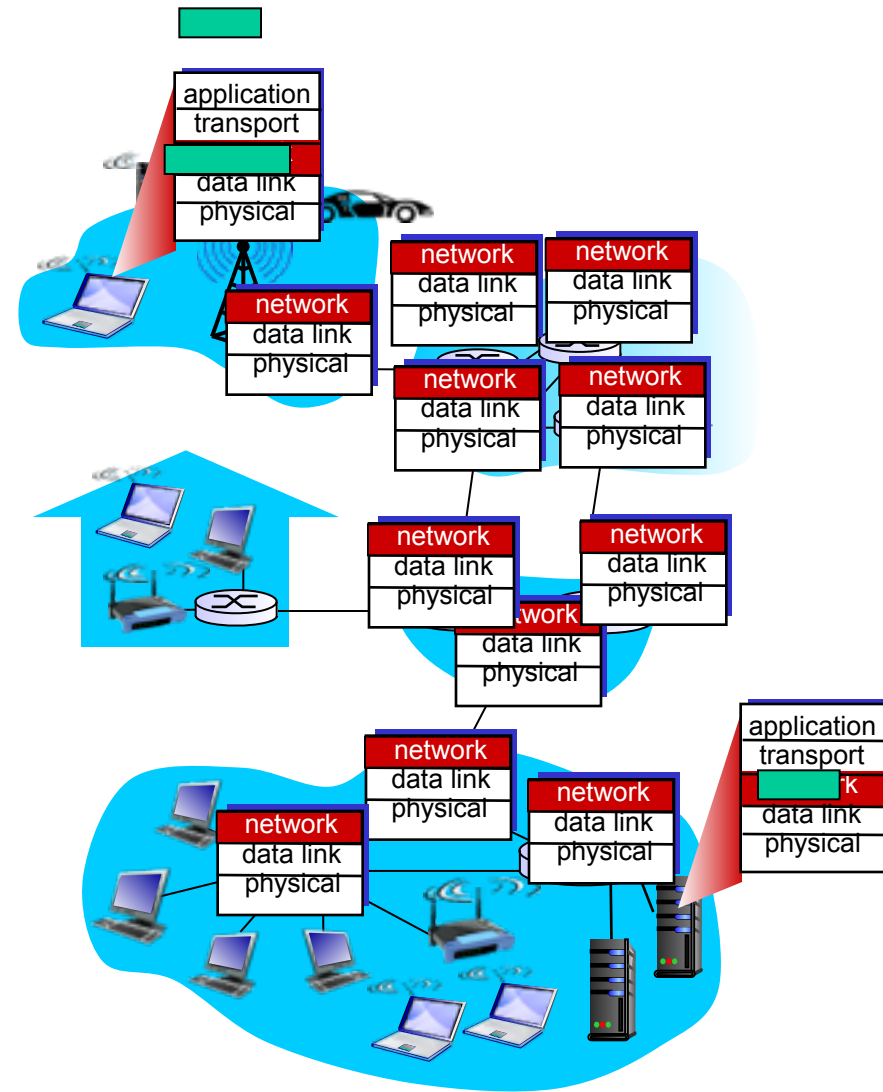 application
transport
data link
physical
network
data link
physical
network
data link
physical
network
data link
physical
network
data link
physical
network
data link
physical
network
data link
physical
network
data link
physical
data link
physical
application
transport
data link
physical
network
data link
physical
network
data link
physical
network
data link
physical